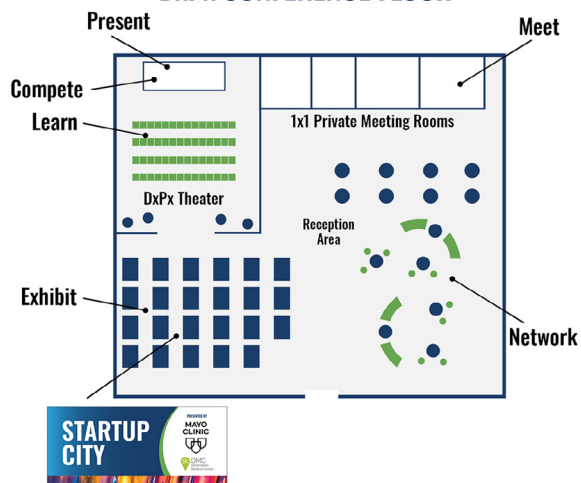 Present
Meet
Compete
Learn
1x1 Private Meeting Rooms
DxPx Theater
Reception
Area
Exhibit
Network
PRESENTED BY
STARTUP
CITY
MAYO
CLINIC
DMC